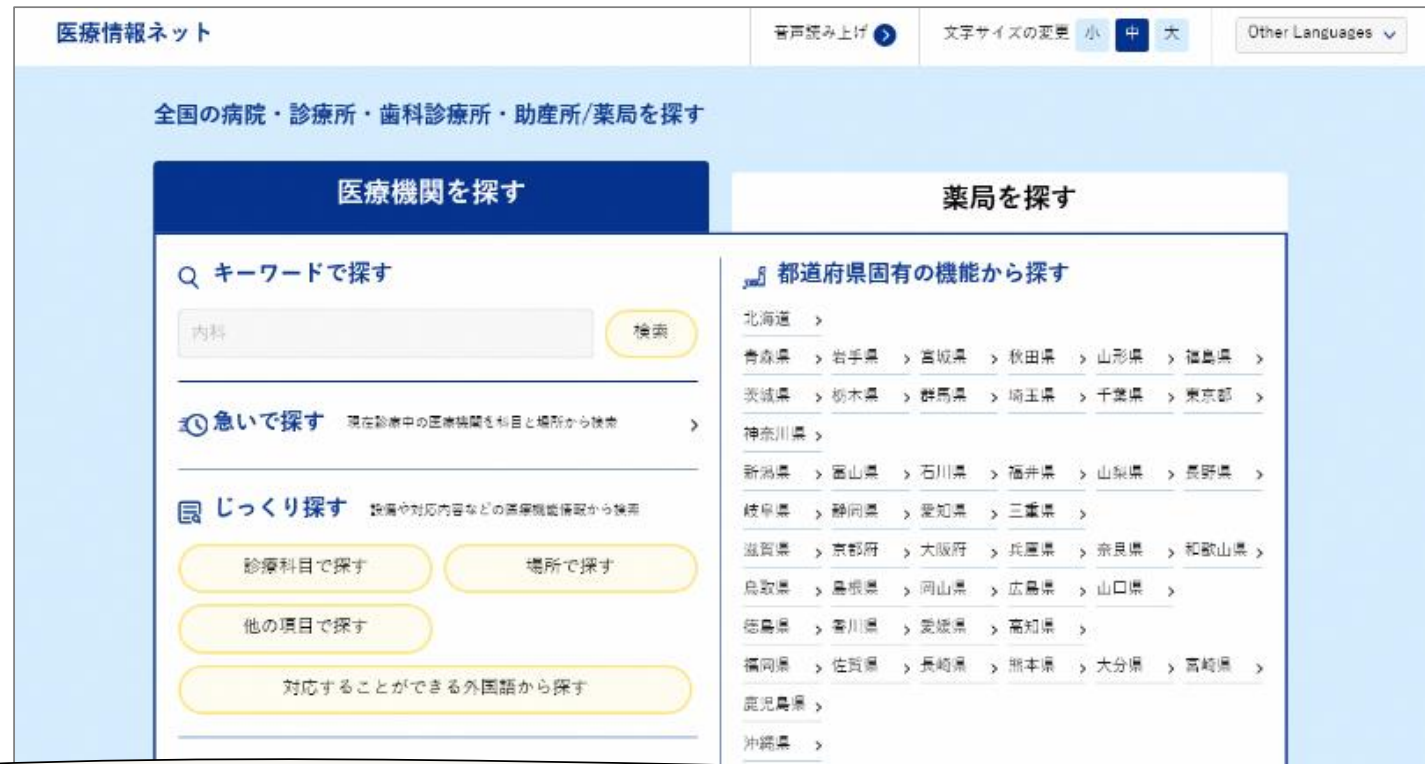 医療情報ネット
音声読み上げ
文字サイズの変更 小 中 大
Other Languages
全国の病院・診療所・歯科診療所・助産所/薬局を探す
医療機関を探す
薬局を探す
キーワードで探す
内科
検索
急いで探す 現在診療中の医療機関を科目と場所から検索
じっくり探す 設備や対応内容などの医療機能情報から検索
診療科目で探す
場所で探す
他の項目で探す
対応することができる外国語から探す
都道府県固有の機能から探す
北海道
青森県 岩手県 宮城県 秋田県 山形県 福島県
茨城県 栃木県 群馬県 埼玉県 千葉県 東京都
神奈川県
新潟県 富山県 石川県 福井県 山梨県 長野県
岐阜県 静岡県 愛知県 三重県
滋賀県 京都府 大阪府 兵庫県 奈良県 和歌山県
鳥取県 島根県 岡山県 広島県 山口県
徳島県 香川県 愛媛県 高知県
福岡県 佐賀県 長崎県 熊本県 大分県 宮崎県
鹿児島県
沖縄県